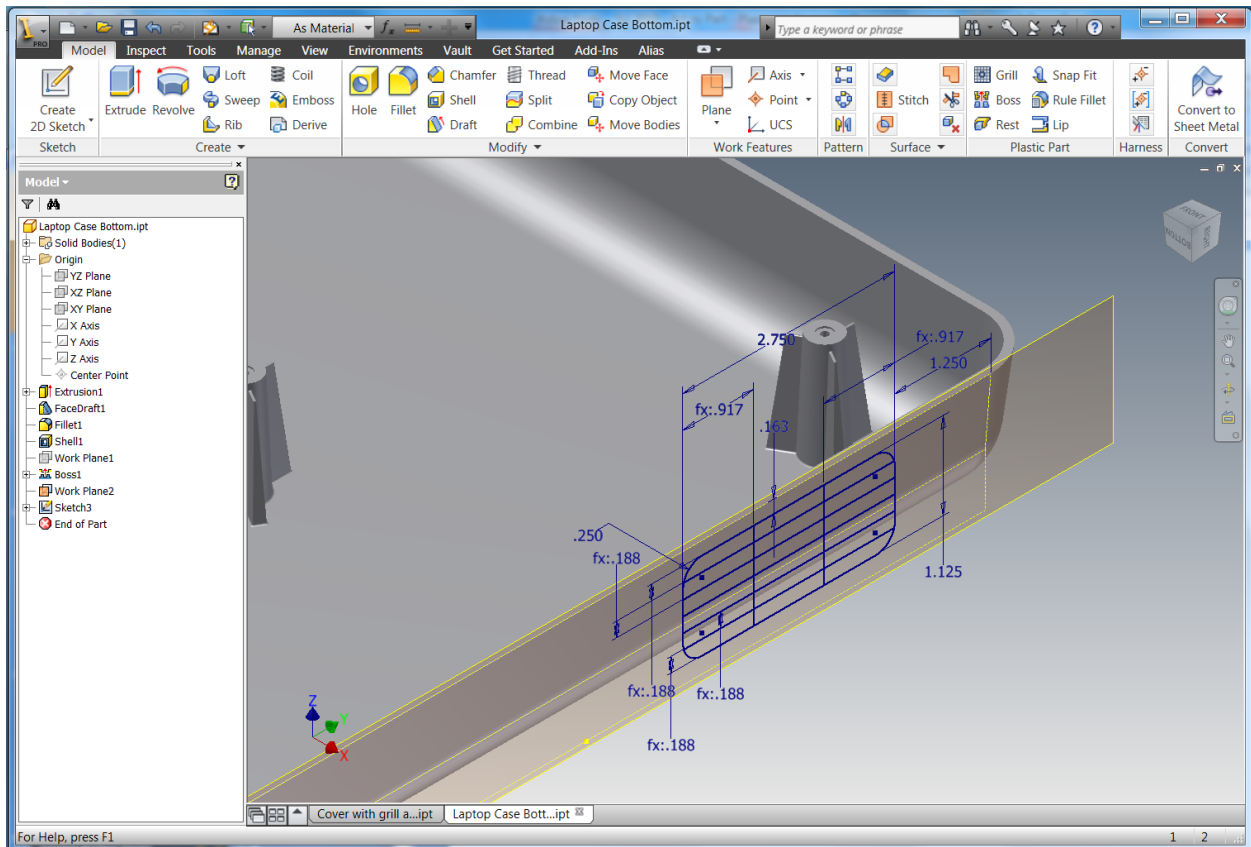 As Material
fx
Laptop Case Bottom.ipt
Type a keyword or phrase
PRO
Model Inspect Tools Manage View Environments Vault Get Started Add-Ins Alias
Create 2D Sketch
Extrude Revolve
Loft Coil
Sweep Emboss
Rib Derive
Hole Fillet
Chamfer Thread Move Face
Shell Split Copy Object
Draft Combine Move Bodies
Plane
Axis
Point
UCS
Stitch
Grill Snap Fit
Boss Rule Fillet
Rest Lip
Convert to
Sheet Metal
Sketch Create Modify Work Features Pattern Surface Plastic Part Harness Convert
Model
Laptop Case Bottom.ipt
Solid Bodies(1)
Origin
YZ Plane
XZ Plane
XY Plane
X Axis
Y Axis
Z Axis
Center Point
Extrusion1
FaceDraft1
Fillet1
Shell1
Work Plane1
Boss1
Work Plane2
Sketch3
End of Part
FRONT
BOTTOM
RIGHT
2.750
fx:.917
1.250
fx:.917
.163
.250
fx:.188
1.125
fx:.188
fx:.188
fx:.188
Z
Y
X
Cover with grill a...ipt
Laptop Case Bott...ipt
For Help, press F1
1 2